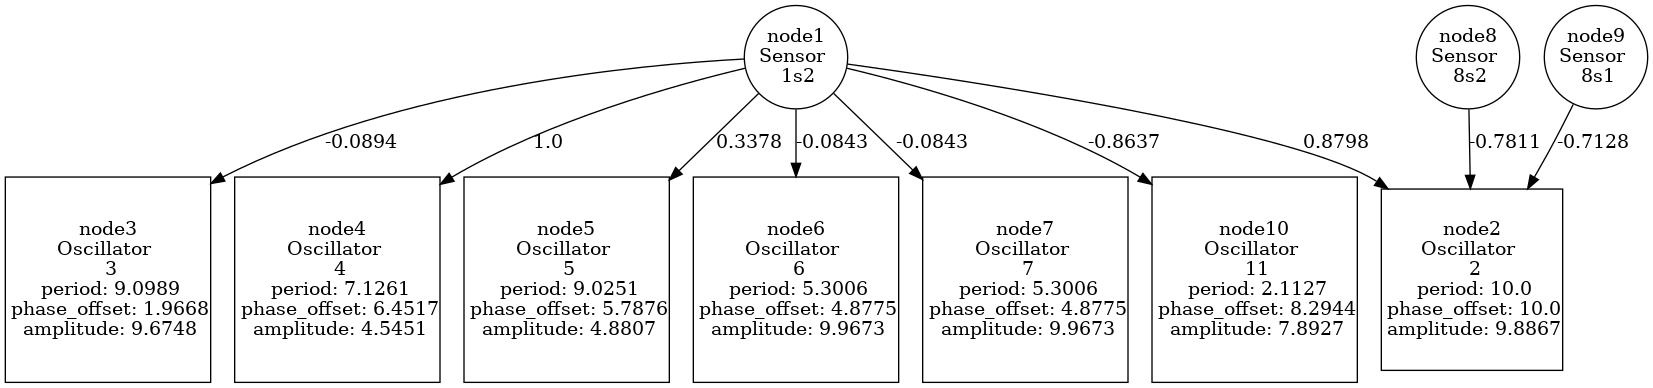 node1
Sensor
1s2
node8
Sensor
8s2
node9
Sensor
8s1
-0.0894
1.0
0.3378
-0.0843
-0.0843
-0.8637
0.8798
-0.7811
-0.7128
node3
Oscillator
3
period: 9.0989
phase_offset: 1.9668
amplitude: 9.6748
node4
Oscillator
4
period: 7.1261
phase_offset: 6.4517
amplitude: 4.5451
node5
Oscillator
5
period: 9.0251
phase_offset: 5.7876
amplitude: 4.8807
node6
Oscillator
6
period: 5.3006
phase_offset: 4.8775
amplitude: 9.9673
node7
Oscillator
7
period: 5.3006
phase_offset: 4.8775
amplitude: 9.9673
node10
Oscillator
11
period: 2.1127
phase_offset: 8.2944
amplitude: 7.8927
node2
Oscillator
2
period: 10.0
phase_offset: 10.0
amplitude: 9.8867